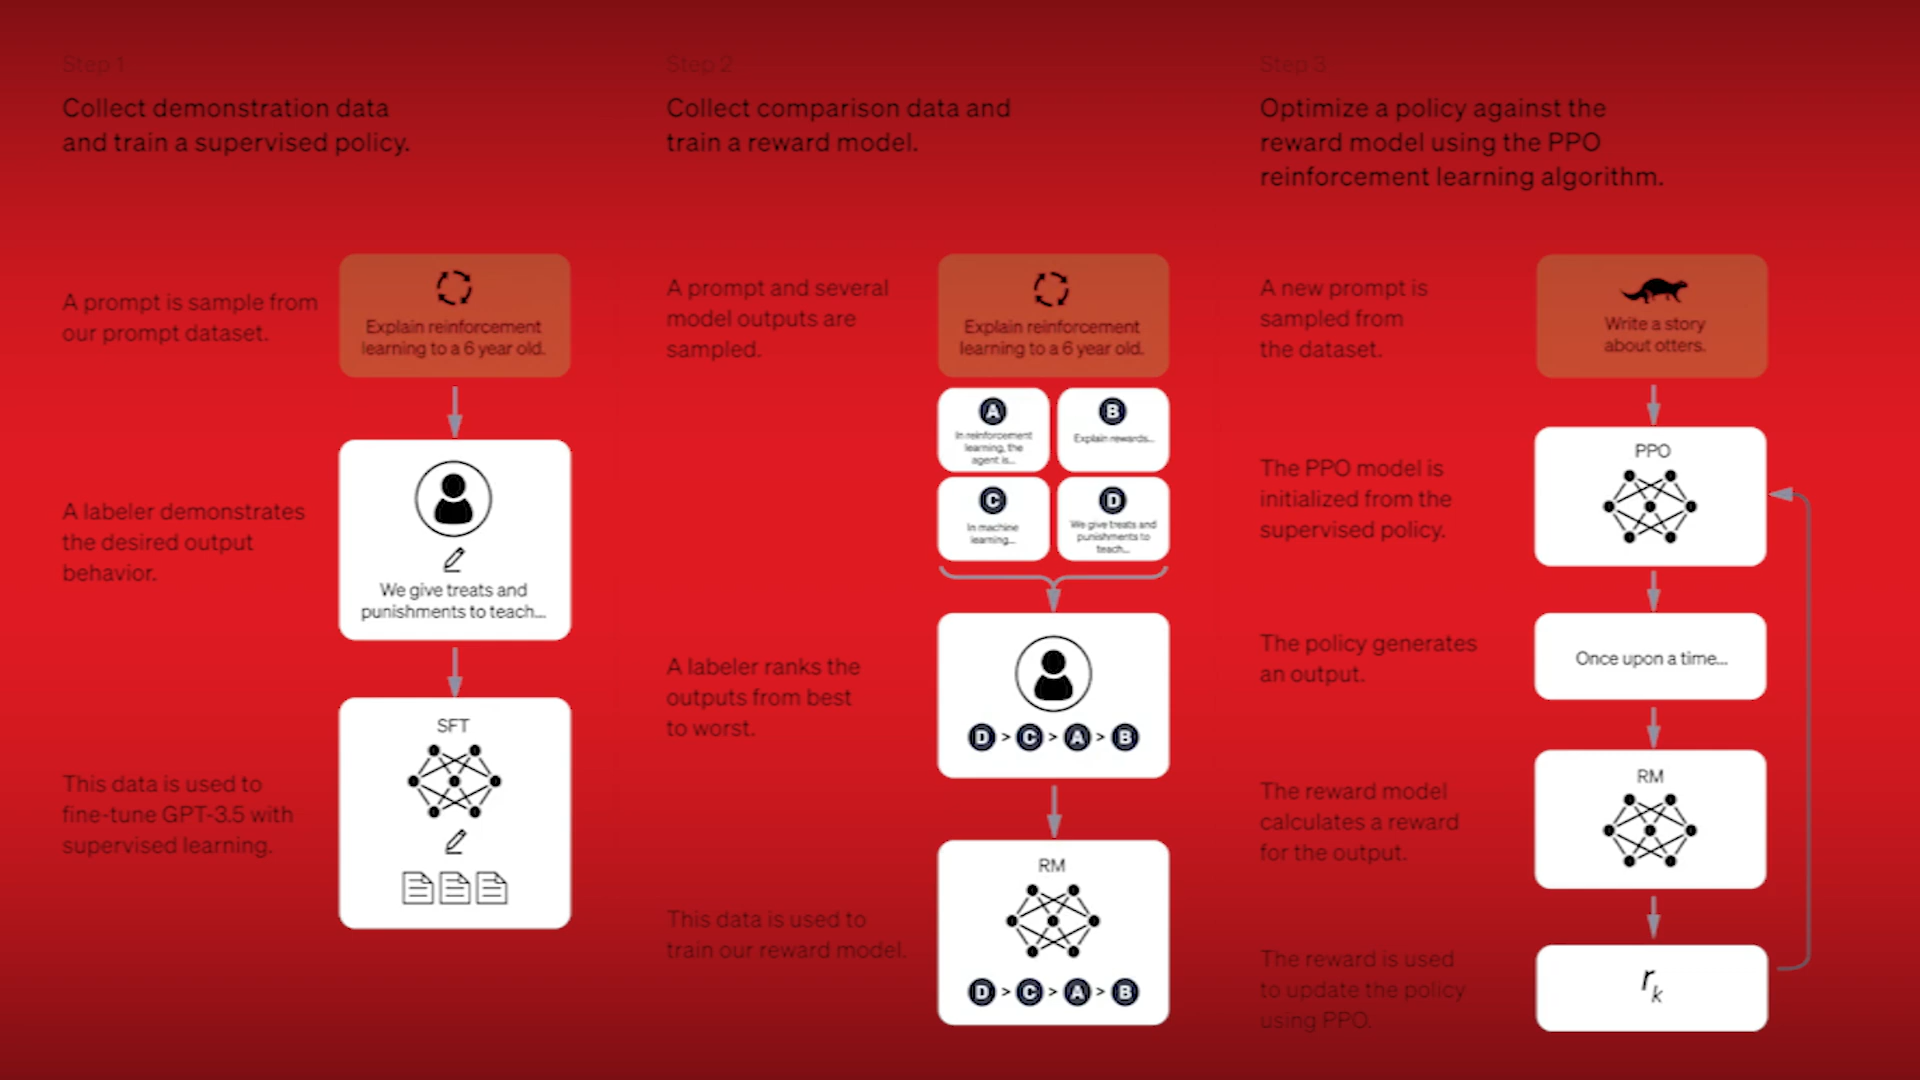 Step 1
Collect demonstration data
and train a supervised policy.
A prompt is sample from
our prompt dataset.
Explain reinforcement
learning to a 6 year old.
A labeler demonstrates
the desired output
behavior.
We give treats and
punishments to teach...
This data is used to
fine-tune GPT-3.5 with
supervised learning.
SFT
Step 2
Collect comparison data and
train a reward model.
A prompt and several
model outputs are
sampled.
Explain reinforcement
learning to a 6 year old.
A
In reinforcement
learning, the
agent is...
B
Explain rewards...
C
In machine
learning...
D
We give treats and
punishments to
teach...
A labeler ranks the
outputs from best
to worst.
D > C > A > B
This data is used to
train our reward model.
RM
D > C > A > B
Step 3
Optimize a policy against the
reward model using the PPO
reinforcement learning algorithm.
A new prompt is
sampled from
the dataset.
Write a story
about otters.
The PPO model is
initialized from the
supervised policy.
PPO
The policy generates
an output.
Once upon a time...
The reward model
calculates a reward
for the output.
RM
The reward is used
to update the policy
using PPO.
rk